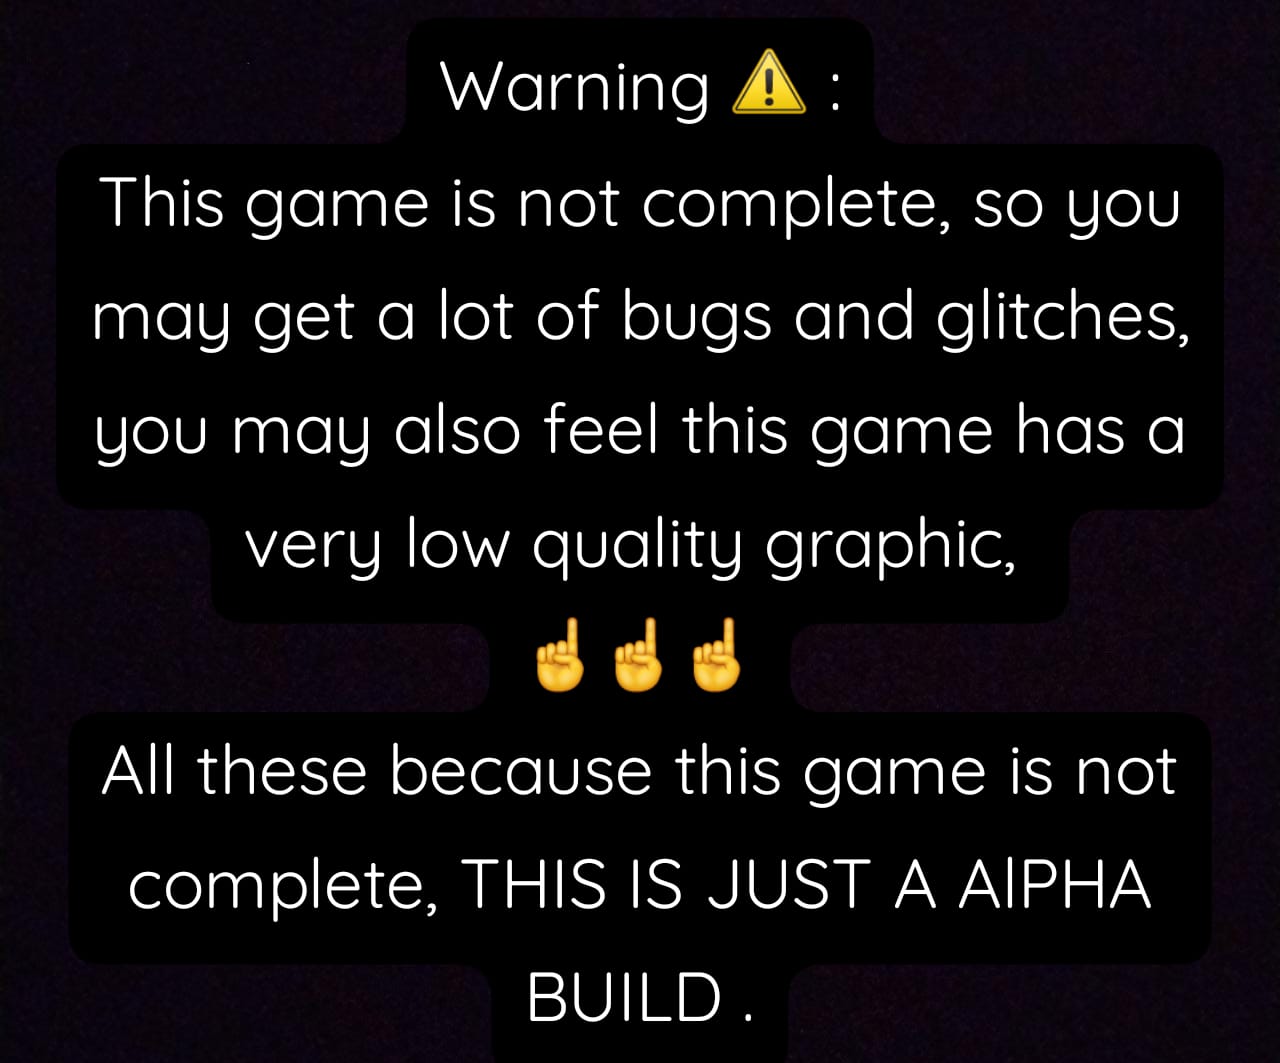 Warning ⚠️ :
This game is not complete, so you
may get a lot of bugs and glitches,
you may also feel this game has a
very low quality graphic,
☝️☝️☝️
All these because this game is not
complete, THIS IS JUST A AlPHA
BUILD .